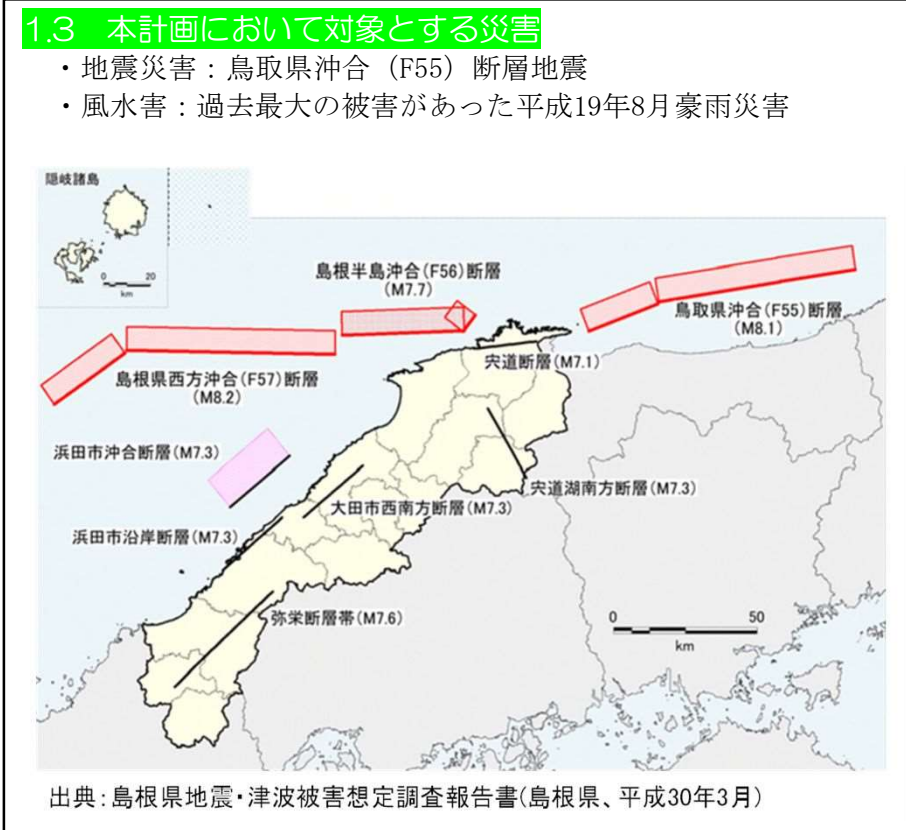 1.3 本計画において対象とする災害
・地震災害：鳥取県沖合（F55）断層地震
・風水害：過去最大の被害があった平成19年8月豪雨災害
隠岐諸島
0 20
km
島根半島沖合(F56)断層
(M7.7)
鳥取県沖合(F55)断層
(M8.1)
宍道断層(M7.1)
島根県西方沖合(F57)断層
(M8.2)
浜田市沖合断層(M7.3)
宍道湖南方断層(M7.3)
大田市西南方断層(M7.3)
浜田市沿岸断層(M7.3)
弥栄断層帯(M7.6)
0 50
km
出典：島根県地震・津波被害想定調査報告書(島根県、平成30年3月)